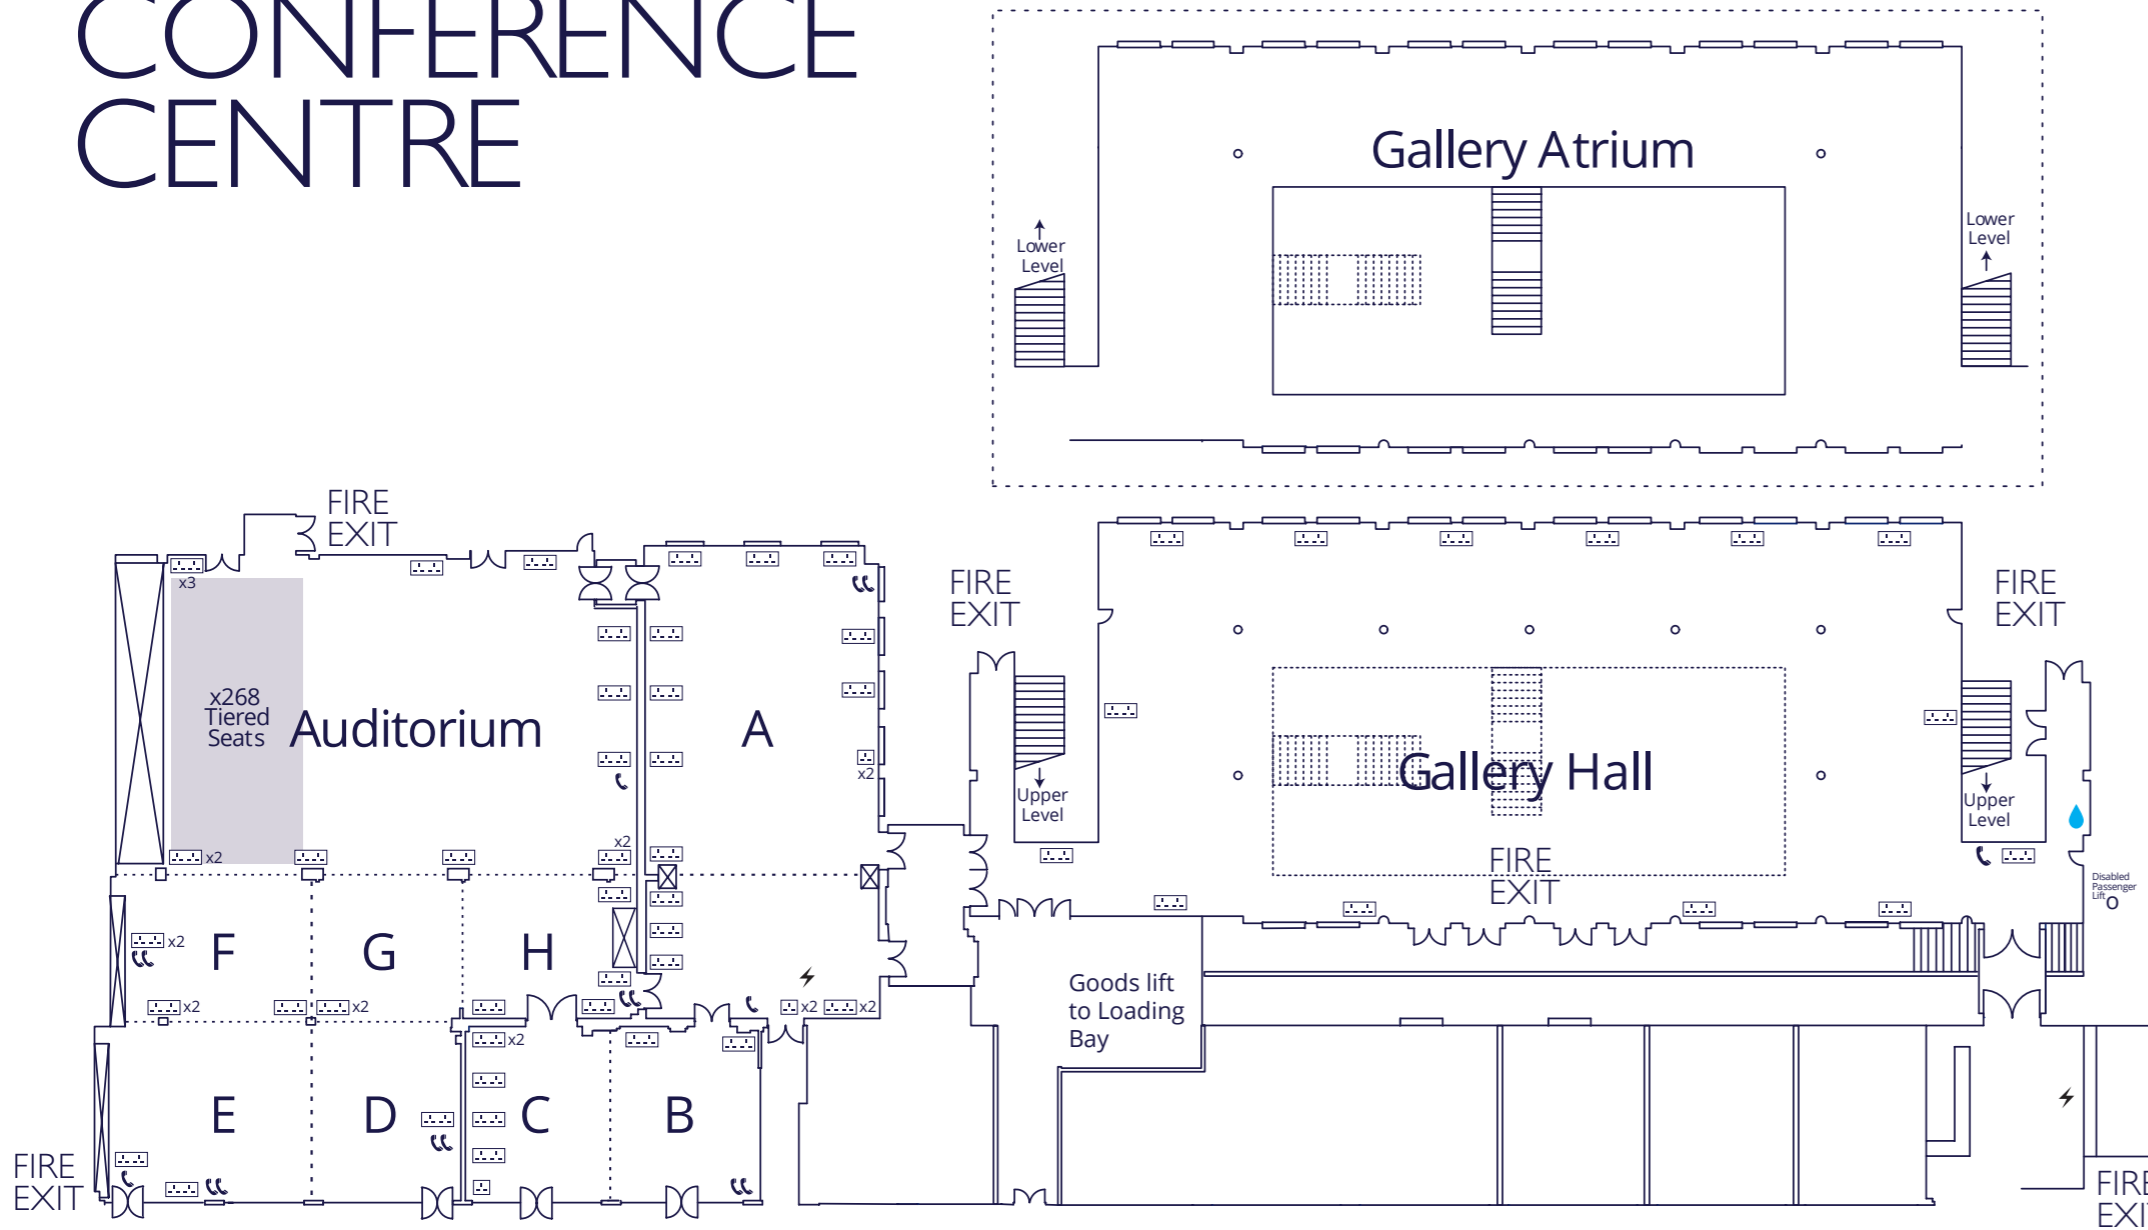 CONFERENCE
CENTRE
Gallery Atrium
Lower
Level
Lower
Level
FIRE
EXIT
x3
x268
Tiered
Seats
Auditorium
A
x2
x2
x2
FIRE
EXIT
FIRE
EXIT
Upper
Level
Gallery Hall
Upper
Level
FIRE
EXIT
Disabled
Passenger
Lift
F
x2
G
H
x2
x2
x2
x2
x2
Goods lift
to Loading
Bay
E
D
C
B
FIRE
EXIT
FIRE
EXIT